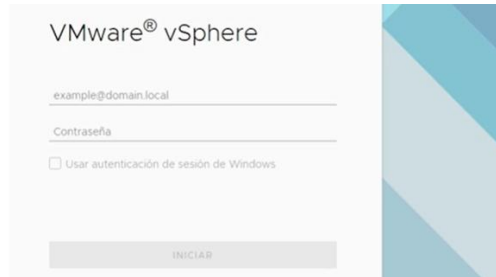 VMware® vSphere
example@domain.local
Contraseña
Usar autenticación de sesión de Windows
INICIAR